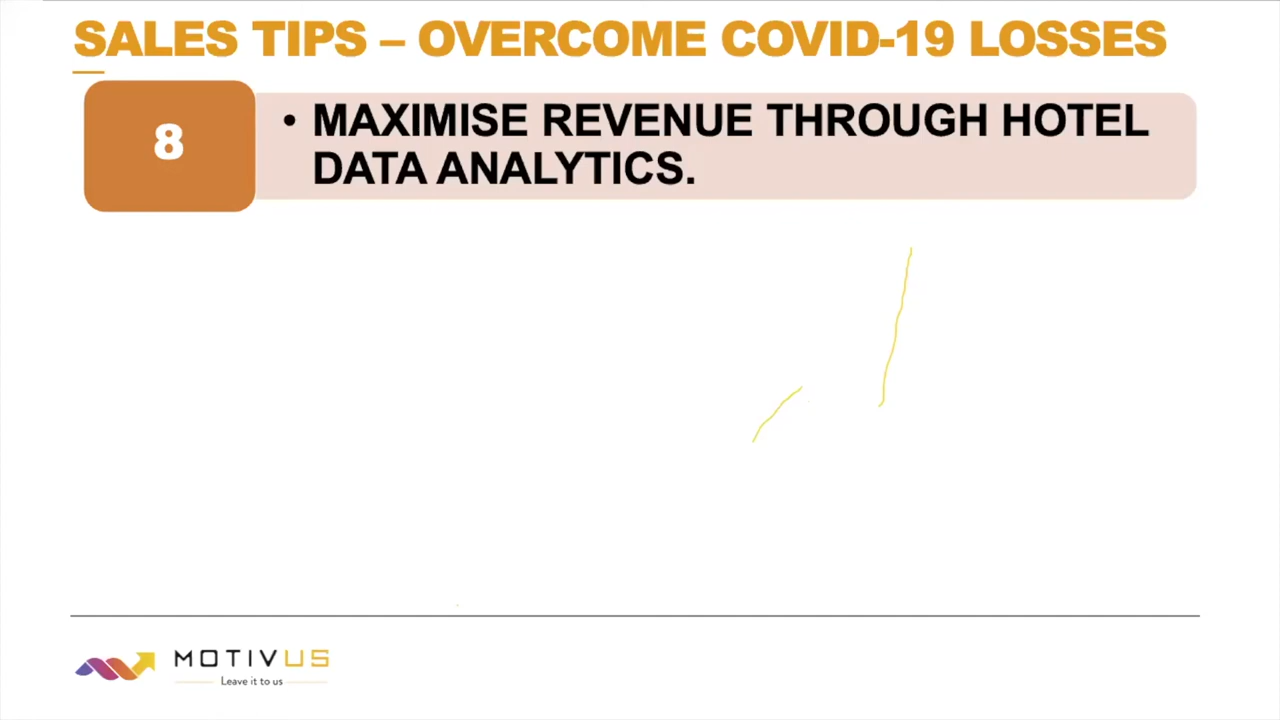 SALES TIPS – OVERCOME COVID-19 LOSSES
8
• MAXIMISE REVENUE THROUGH HOTEL
DATA ANALYTICS.
MOTIVUS
Leave it to us